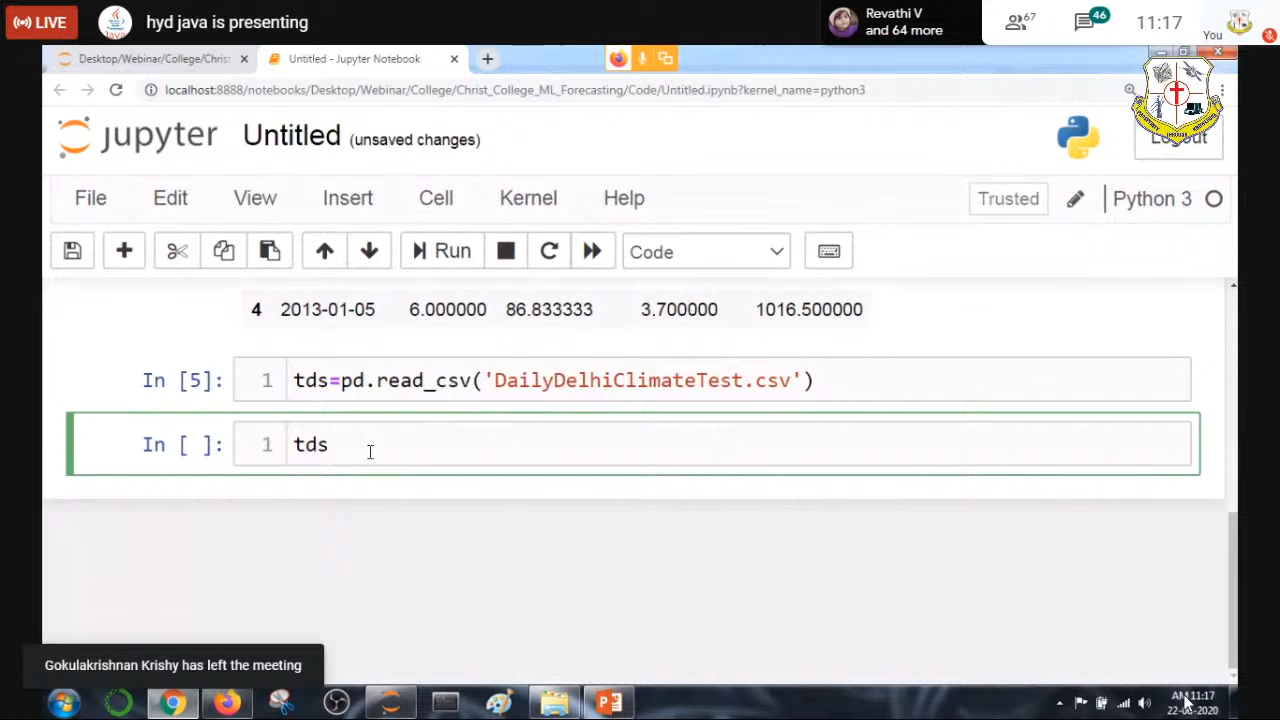 LIVE
hyd java is presenting
Revathi V
and 64 more
67
46
11:17
You
Desktop/Webinar/College/Christ
Untitled - Jupyter Notebook
localhost:8888/notebooks/Desktop/Webinar/College/Christ_College_ML_Forecasting/Code/Untitled.ipynb?kernel_name=python3
jupyter
Untitled (unsaved changes)
Logout
File
Edit
View
Insert
Cell
Kernel
Help
Trusted
Python 3
Run
Code
4 2013-01-05 6.000000 86.833333 3.700000 1016.500000
In [5]: 1 tds=pd.read_csv('DailyDelhiClimateTest.csv')
In [ ]: 1 tds
Gokulakrishnan Krishy has left the meeting
AM 11:17